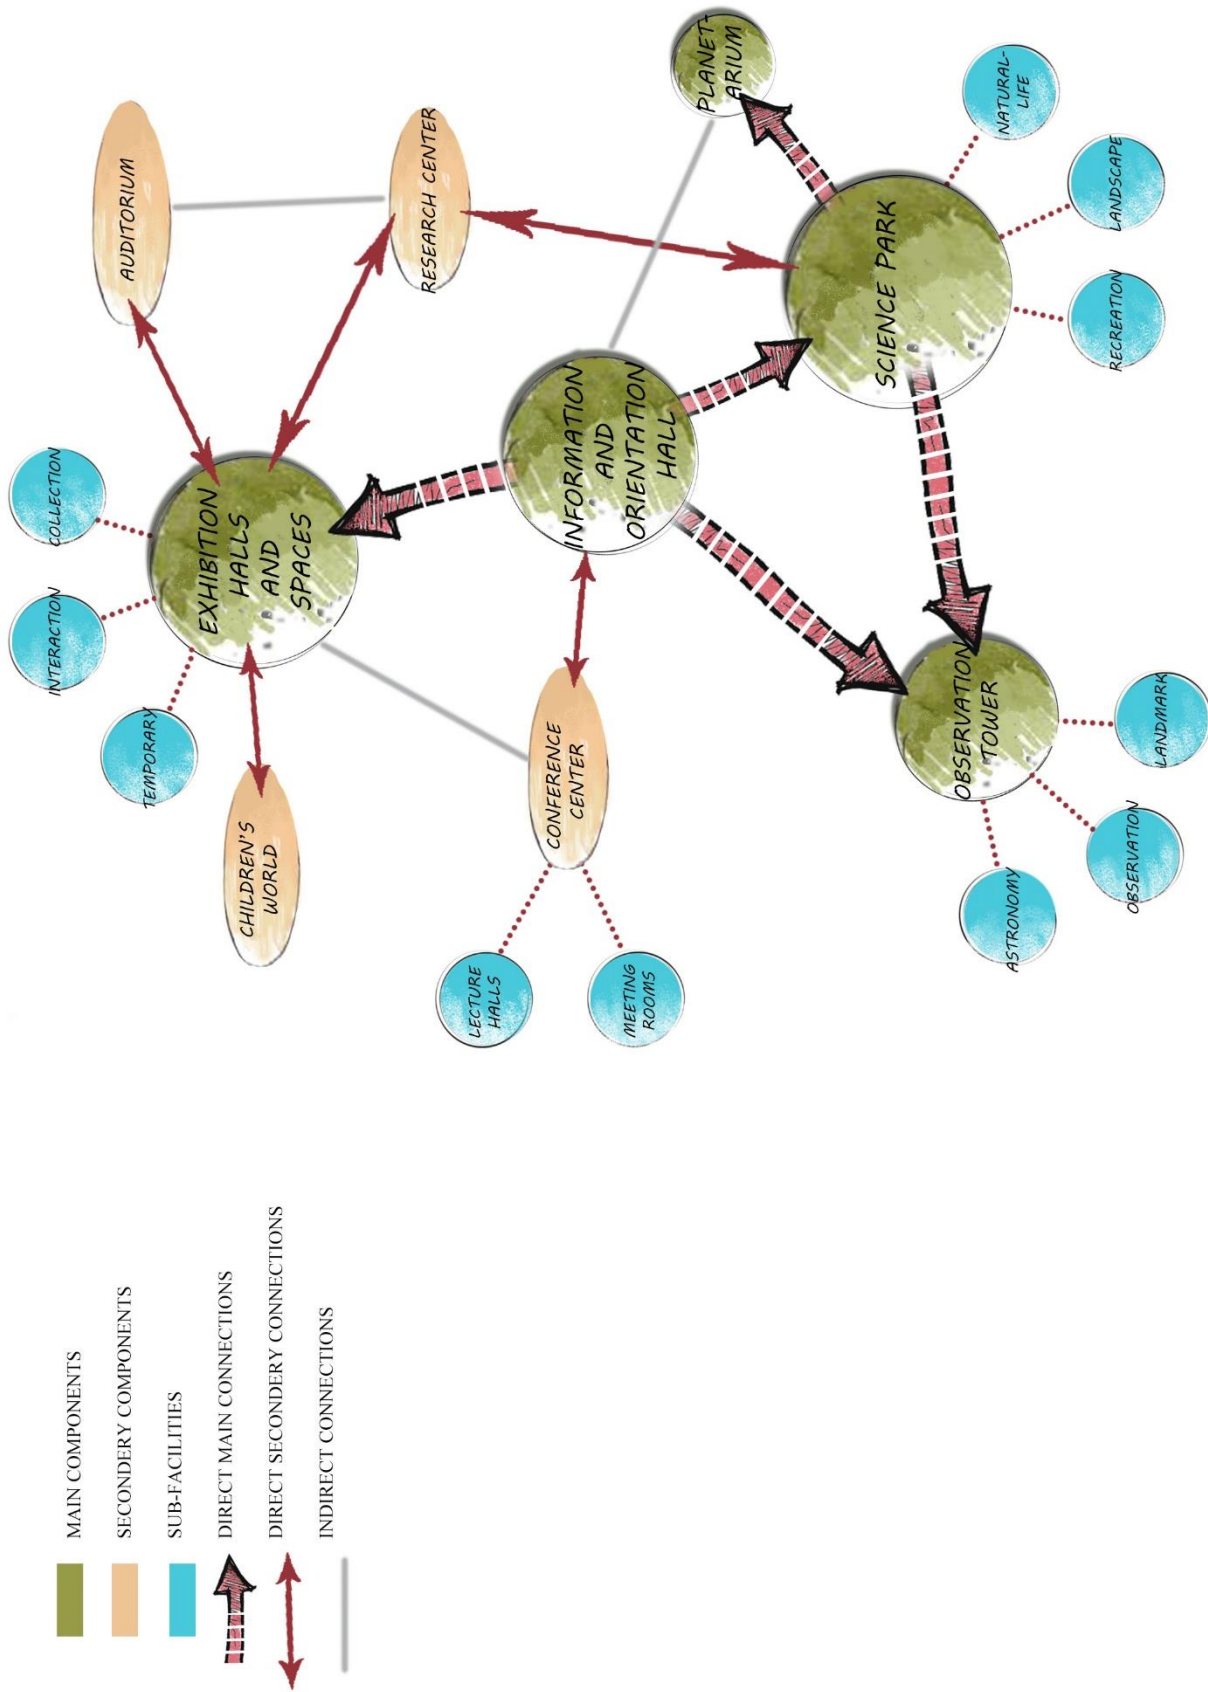 AUDITORIUM
RESEARCH CENTER
PLANET-
ARIUM
NATURAL-
LIFE
LANDSCAPE
RECREATION
SCIENCE PARK
COLLECTION
INTERACTION
TEMPORARY
EXHIBITION
HALLS
AND
SPACES
INFORMATION
AND
ORIENTATION
HALL
CHILDREN'S
WORLD
CONFERENCE
CENTER
LECTURE
HALLS
MEETING
ROOMS
OBSERVATION
TOWER
ASTRONOMY
OBSERVATION
LANDMARK
MAIN COMPONENTS
SECONDERY COMPONENTS
SUB-FACILITIES
DIRECT MAIN CONNECTIONS
DIRECT SECONDERY CONNECTIONS
INDIRECT CONNECTIONS